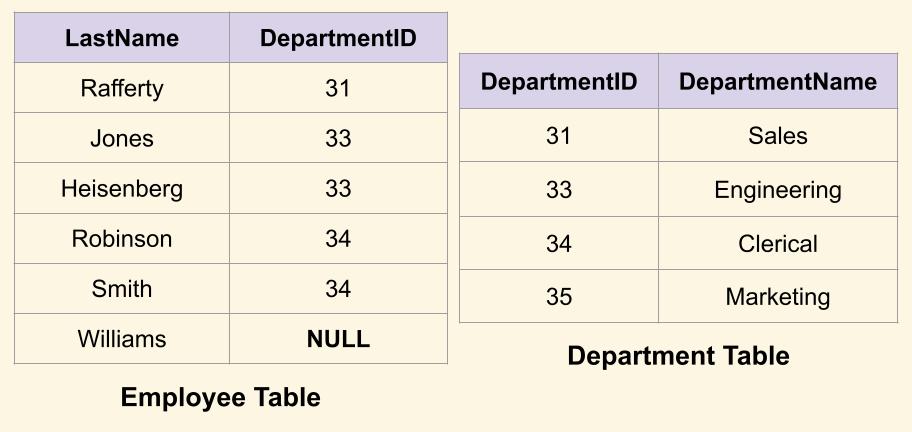 LastName DepartmentID
Rafferty 31
Jones 33
Heisenberg 33
Robinson 34
Smith 34
Williams NULL
Employee Table
DepartmentID DepartmentName
31 Sales
33 Engineering
34 Clerical
35 Marketing
Department Table